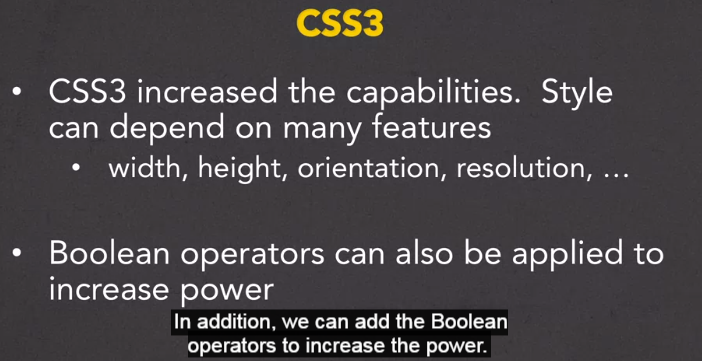 CSS3
• CSS3 increased the capabilities.  Style
can depend on many features
• width, height, orientation, resolution, ...
• Boolean operators can also be applied to
increase power
In addition, we can add the Boolean
operators to increase the power.